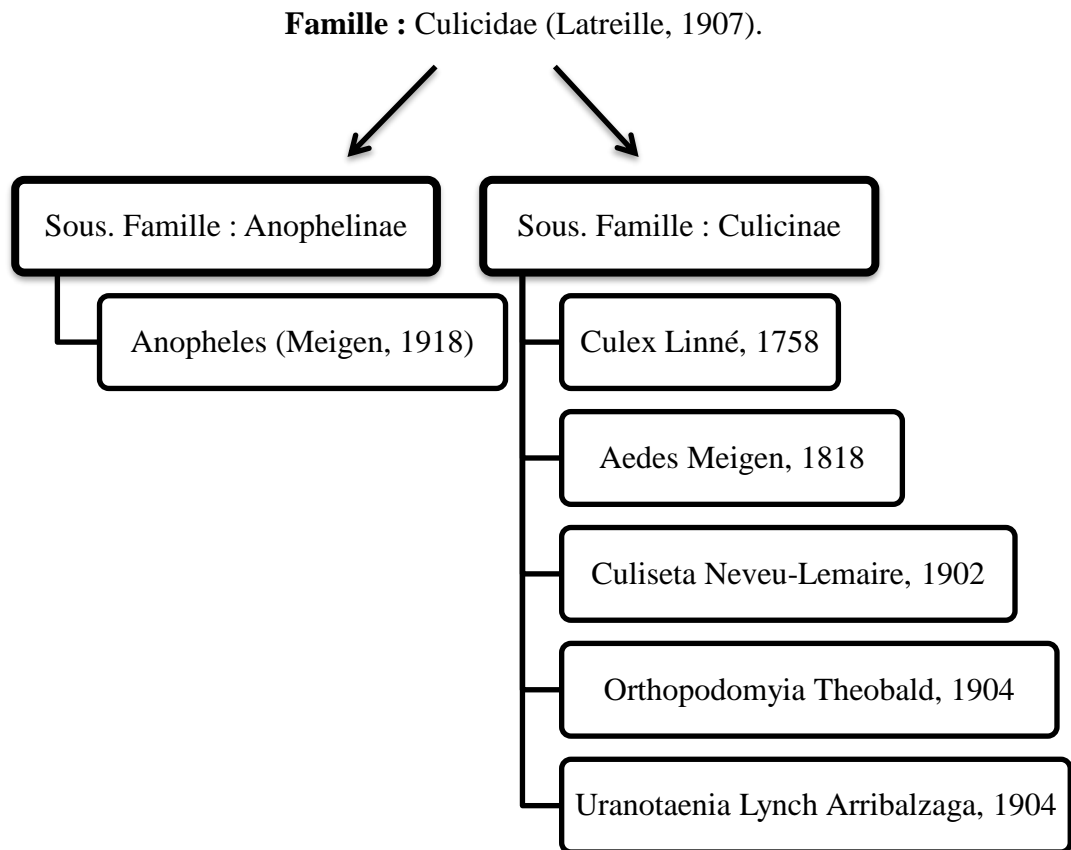 Famille : Culicidae (Latreille, 1907).
Sous. Famille : Anophelinae
Anopheles (Meigen, 1918)
Sous. Famille : Culicinae
Culex Linné, 1758
Aedes Meigen, 1818
Culiseta Neveu-Lemaire, 1902
Orthopodomyia Theobald, 1904
Uranotaenia Lynch Arribalzaga, 1904